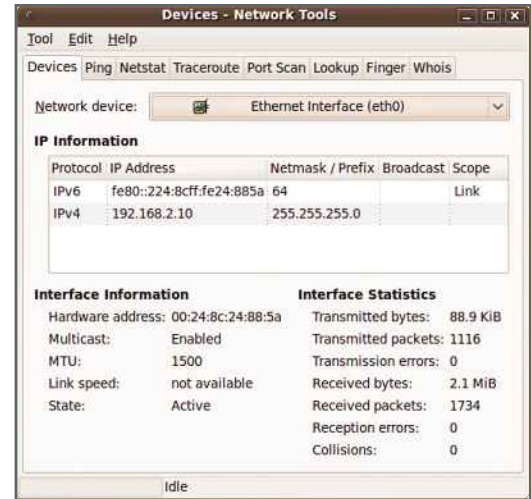 Devices - Network Tools
Tool Edit Help
Devices Ping Netstat Traceroute Port Scan Lookup Finger Whois
Network device: Ethernet Interface (eth0)
IP Information
Protocol IP Address Netmask / Prefix Broadcast Scope
IPv6 fe80::224:8cff:fe24:885a 64 Link
IPv4 192.168.2.10 255.255.255.0
Interface Information
Hardware address: 00:24:8c:24:88:5a
Multicast: Enabled
MTU: 1500
Link speed: not available
State: Active
Interface Statistics
Transmitted bytes: 88.9 KiB
Transmitted packets: 1116
Transmission errors: 0
Received bytes: 2.1 MiB
Received packets: 1734
Reception errors: 0
Collisions: 0
Idle